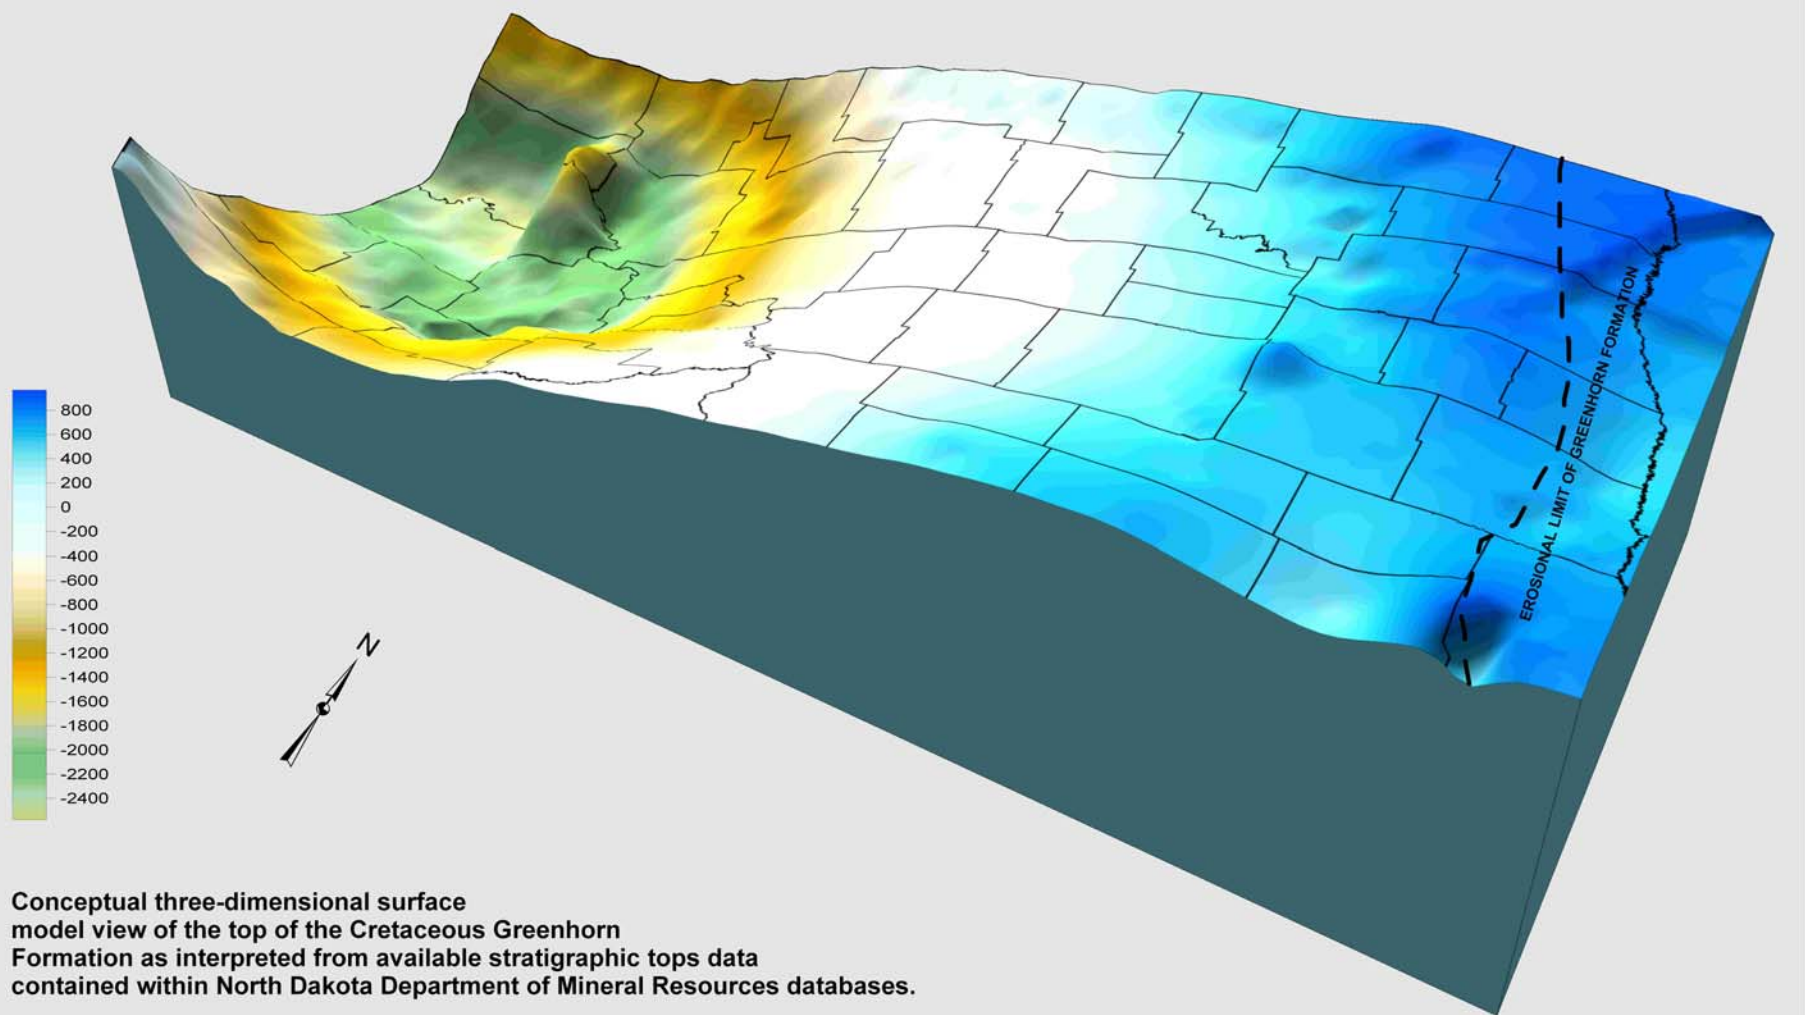 EROSIONAL LIMIT OF GREENHORN FORMATION
800
600
400
200
0
-200
-400
-600
-800
-1000
-1200
-1400
-1600
-1800
-2000
-2200
-2400
N
Conceptual three-dimensional surface
model view of the top of the Cretaceous Greenhorn
Formation as interpreted from available stratigraphic tops data
contained within North Dakota Department of Mineral Resources databases.